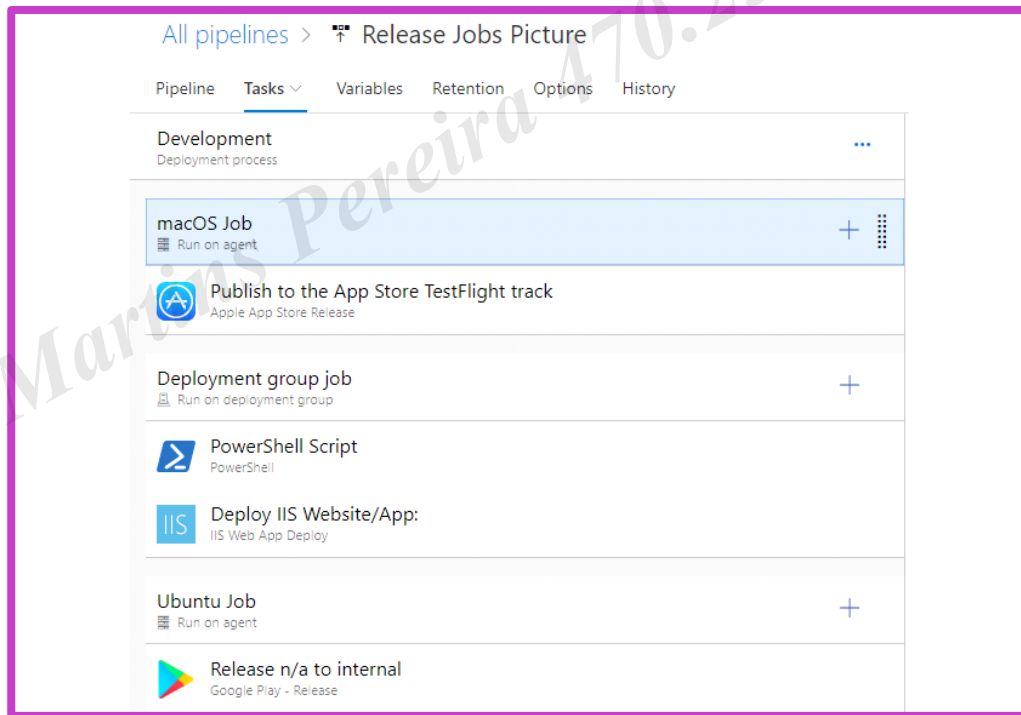 All pipelines > Release Jobs Picture
Pipeline Tasks Variables Retention Options History
Development
Deployment process
macOS Job
Run on agent
Publish to the App Store TestFlight track
Apple App Store Release
Deployment group job
Run on deployment group
PowerShell Script
PowerShell
IIS
Deploy IIS Website/App:
IIS Web App Deploy
Ubuntu Job
Run on agent
Release n/a to internal
Google Play - Release
Martins Pereira 470.2